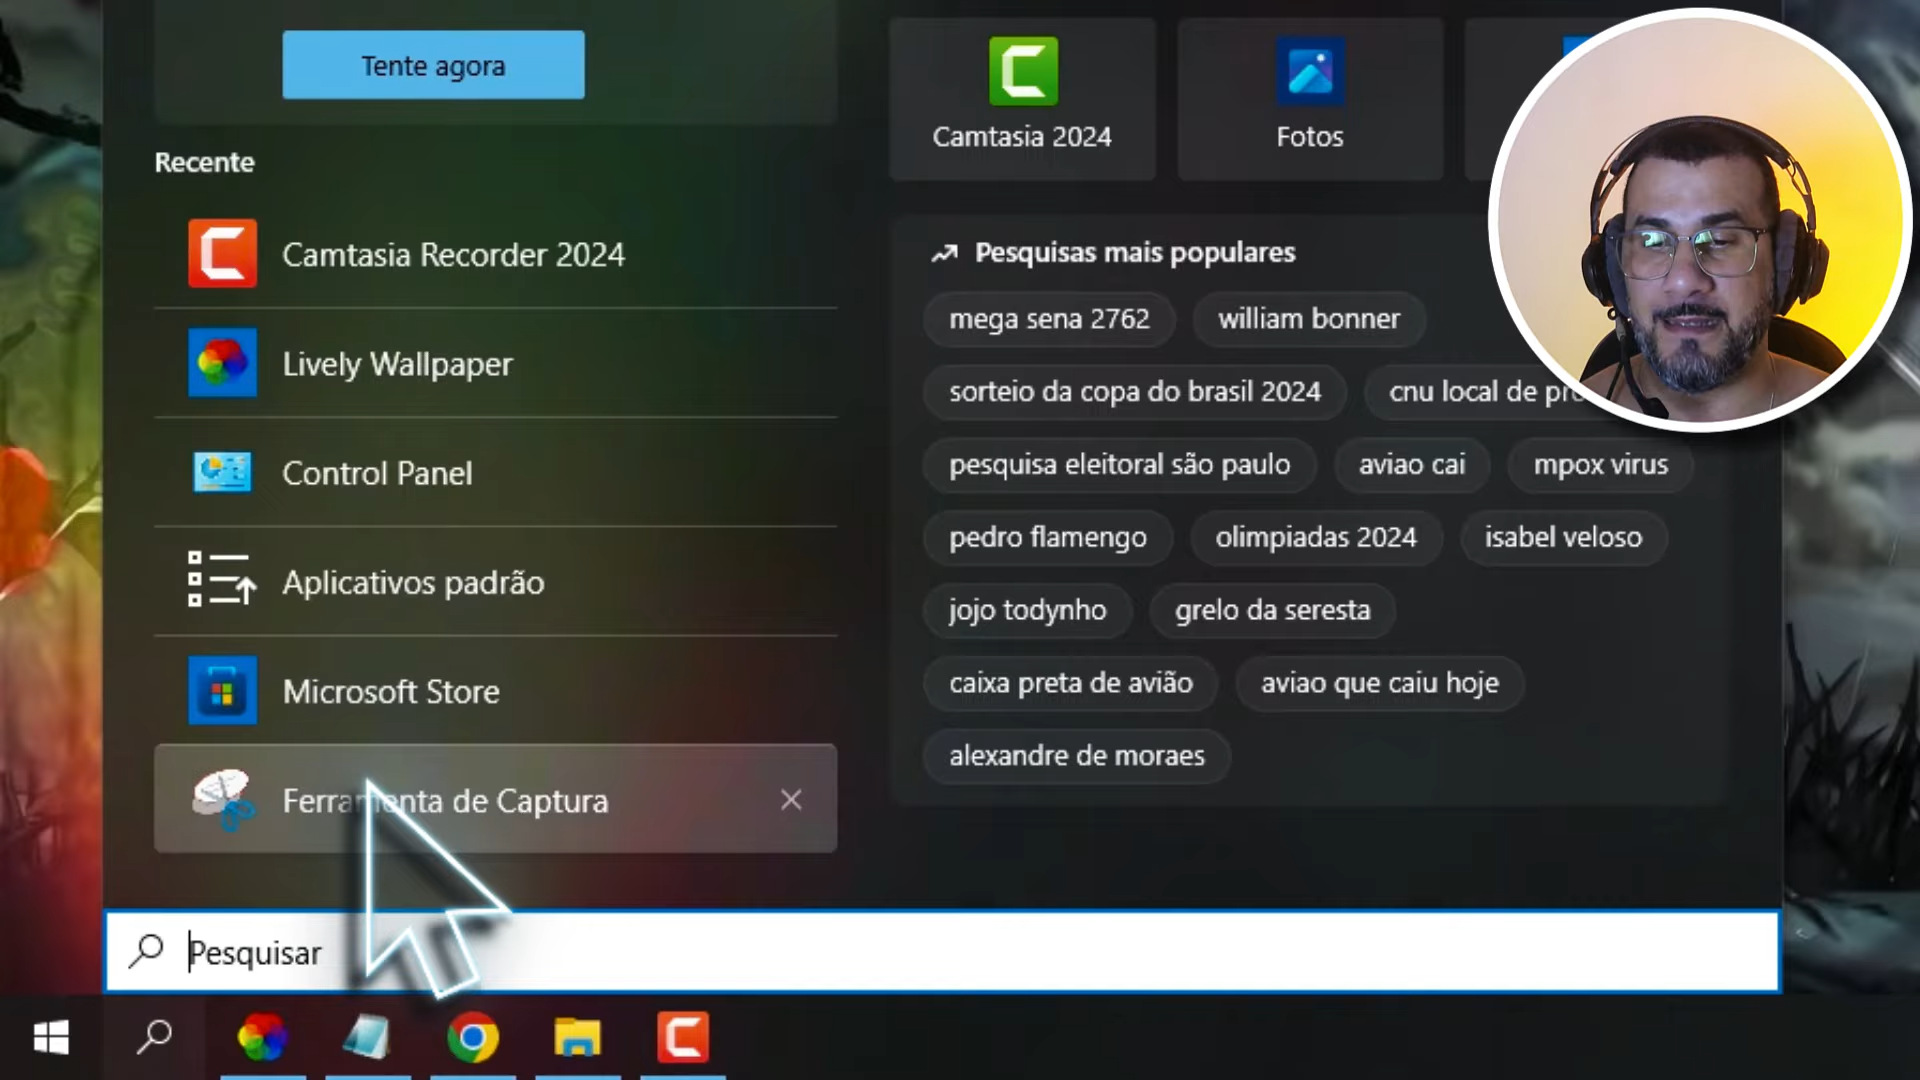 Tente agora
Recente
Camtasia Recorder 2024
Lively Wallpaper
Control Panel
Aplicativos padrão
Microsoft Store
Ferramenta de Captura
Camtasia 2024
Fotos
Pesquisas mais populares
mega sena 2762 william bonner
sorteio da copa do brasil 2024 cnu local de
pesquisa eleitoral são paulo aviao cai mpox virus
pedro flamengo olimpiadas 2024 isabel veloso
jojo todynho grelo da seresta
caixa preta de avião aviao que caiu hoje
alexandre de moraes
Pesquisar